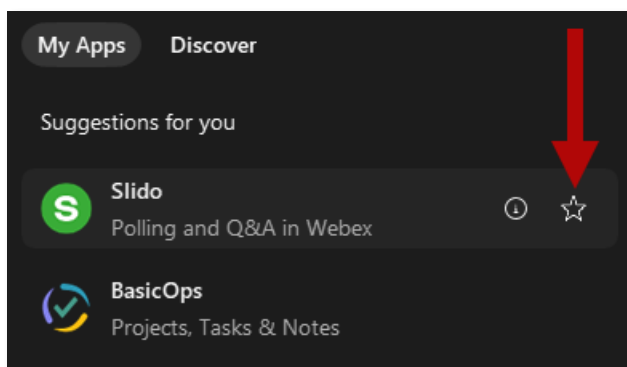 My Apps Discover
Suggestions for you
S
Slido
Polling and Q&A in Webex
BasicOps
Projects, Tasks & Notes